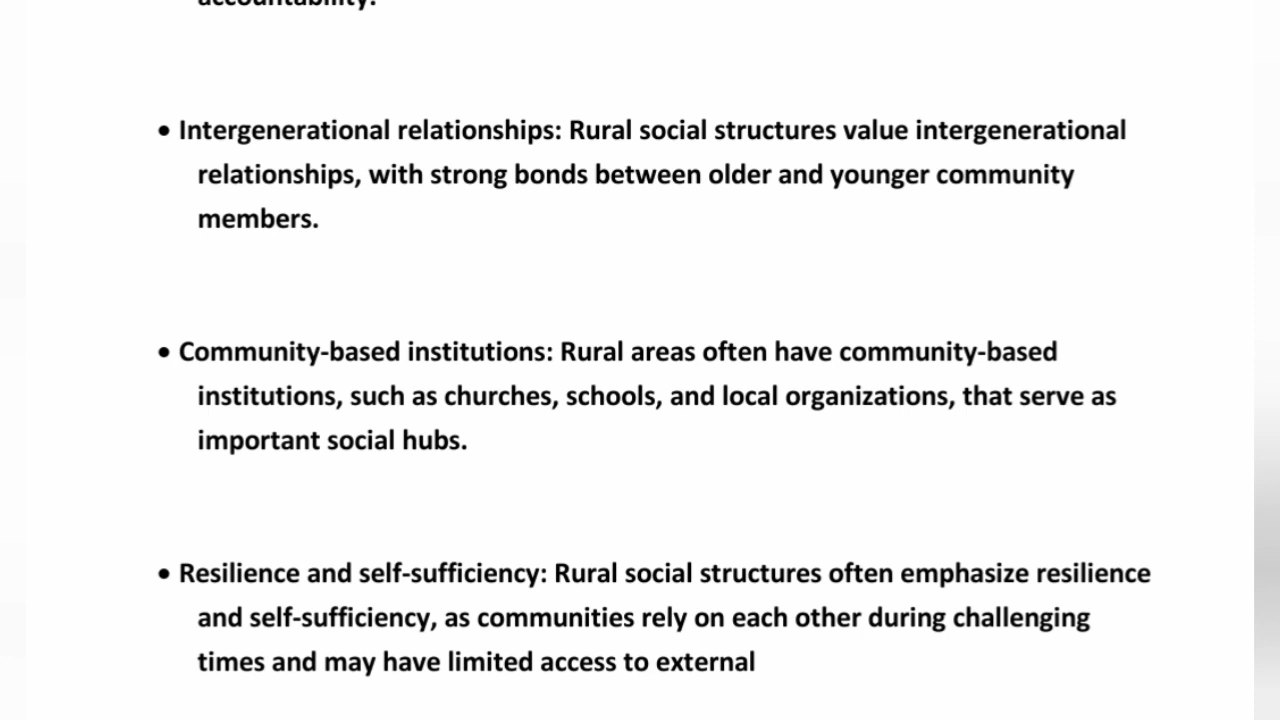 accountability.
• Intergenerational relationships: Rural social structures value intergenerational
relationships, with strong bonds between older and younger community
members.
• Community-based institutions: Rural areas often have community-based
institutions, such as churches, schools, and local organizations, that serve as
important social hubs.
• Resilience and self-sufficiency: Rural social structures often emphasize resilience
and self-sufficiency, as communities rely on each other during challenging
times and may have limited access to external